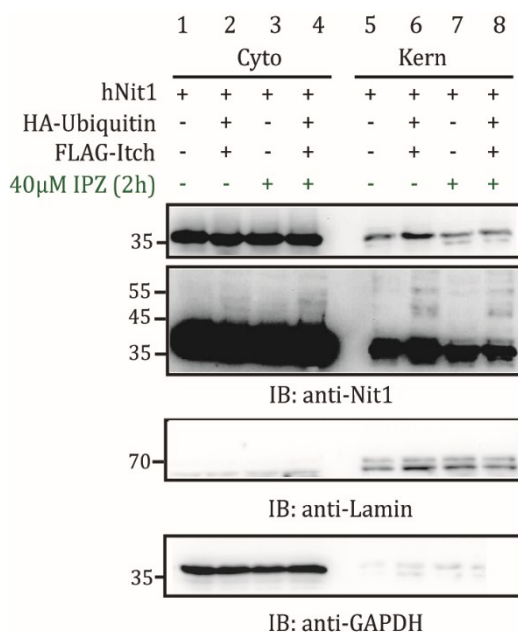 1 2 3 4 5 6 7 8
Cyto Kern
hNit1 + + + + + + + +
HA-Ubiquitin - + - + - + - +
FLAG-Itch - + - + - + - +
40µM IPZ (2h) - - + + - - + +
35
55
45
35
IB: anti-Nit1
70
IB: anti-Lamin
35
IB: anti-GAPDH